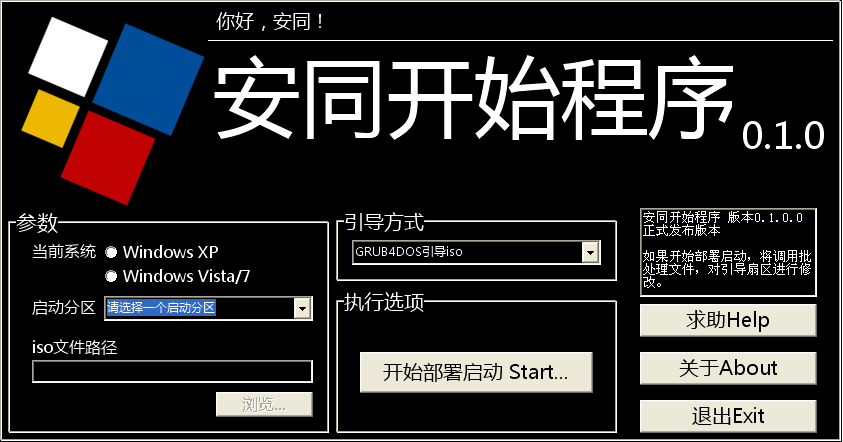 你好，安同！
安同开始程序 0.1.0
参数
当前系统
Windows XP
Windows Vista/7
启动分区
请选择一个启动分区
iso文件路径
浏览...
引导方式
GRUB4DOS引导iso
执行选项
开始部署启动 Start...
安同开始程序 版本0.1.0.0
正式发布版本
如果开始部署启动，将调用批
处理文件，对引导扇区进行修
改。
求助Help
关于About
退出Exit